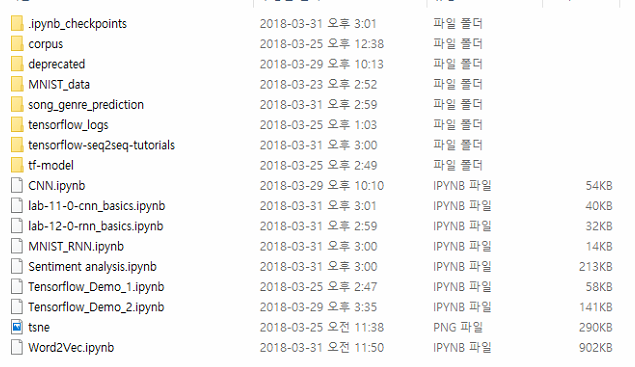 .ipynb_checkpoints 2018-03-31 오후 3:01 파일 폴더
corpus 2018-03-25 오후 12:38 파일 폴더
deprecated 2018-03-29 오후 10:13 파일 폴더
MNIST_data 2018-03-23 오후 2:52 파일 폴더
song_genre_prediction 2018-03-31 오후 2:59 파일 폴더
tensorflow_logs 2018-03-25 오후 1:03 파일 폴더
tensorflow-seq2seq-tutorials 2018-03-31 오후 3:00 파일 폴더
tf-model 2018-03-25 오후 2:49 파일 폴더
CNN.ipynb 2018-03-29 오후 10:10 IPYNB 파일 54KB
lab-11-0-cnn_basics.ipynb 2018-03-31 오후 3:01 IPYNB 파일 40KB
lab-12-0-rnn_basics.ipynb 2018-03-31 오후 2:59 IPYNB 파일 32KB
MNIST_RNN.ipynb 2018-03-31 오후 3:00 IPYNB 파일 14KB
Sentiment analysis.ipynb 2018-03-31 오후 3:00 IPYNB 파일 213KB
Tensorflow_Demo_1.ipynb 2018-03-25 오후 2:47 IPYNB 파일 58KB
Tensorflow_Demo_2.ipynb 2018-03-29 오후 3:35 IPYNB 파일 141KB
tsne 2018-03-25 오전 11:38 PNG 파일 290KB
Word2Vec.ipynb 2018-03-31 오전 11:50 IPYNB 파일 902KB